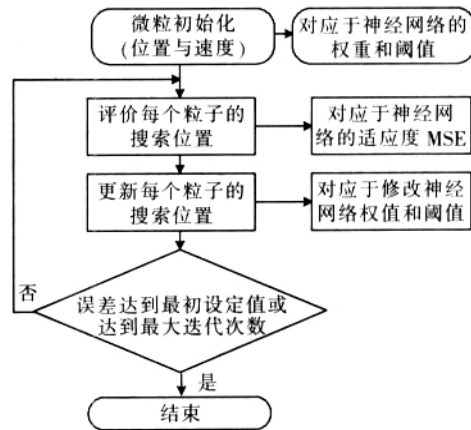 微粒初始化
(位置与速度)
对应于神经网络的
权重和阈值
评价每个粒子的
搜索位置
对应于神经网
络的适应度 MSE
更新每个粒子的
搜索位置
对应于修改神经
网络权值和阈值
误差达到最初设定值或
达到最大迭代次数
否
是
结束